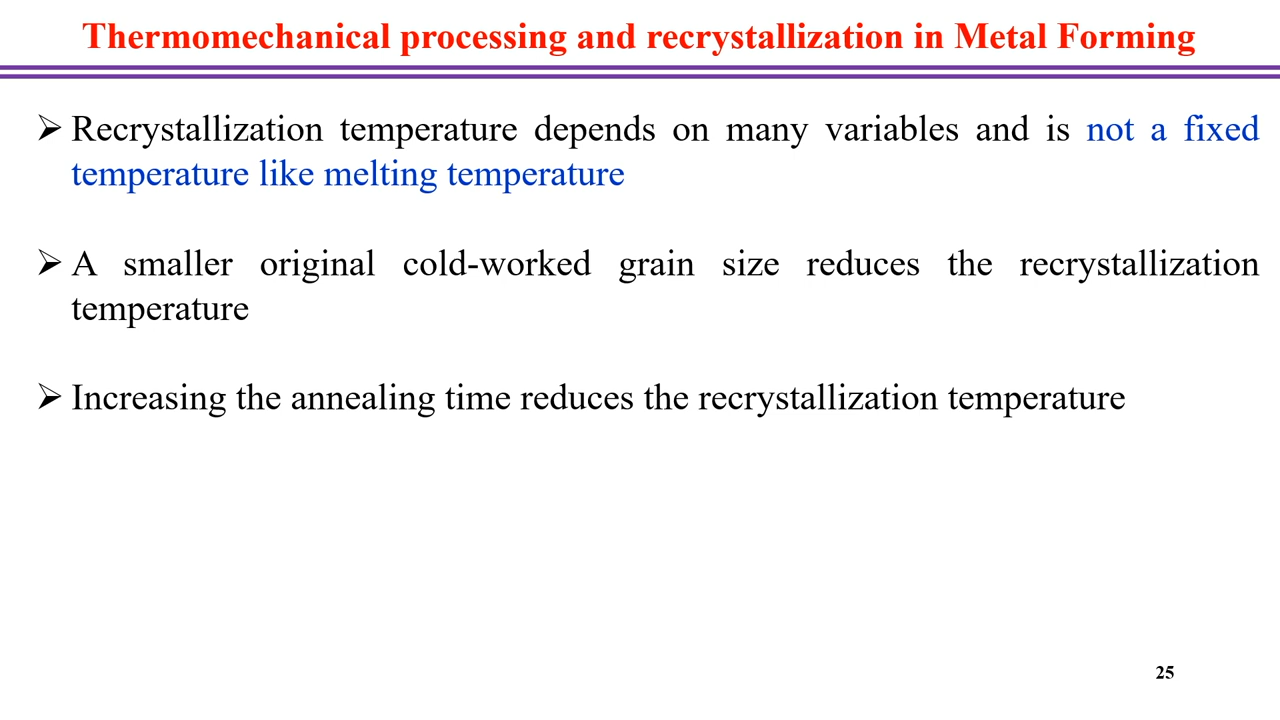 Thermomechanical processing and recrystallization in Metal Forming
➢ Recrystallization temperature depends on many variables and is not a fixed
temperature like melting temperature
➢ A smaller original cold-worked grain size reduces the recrystallization
temperature
➢ Increasing the annealing time reduces the recrystallization temperature
25